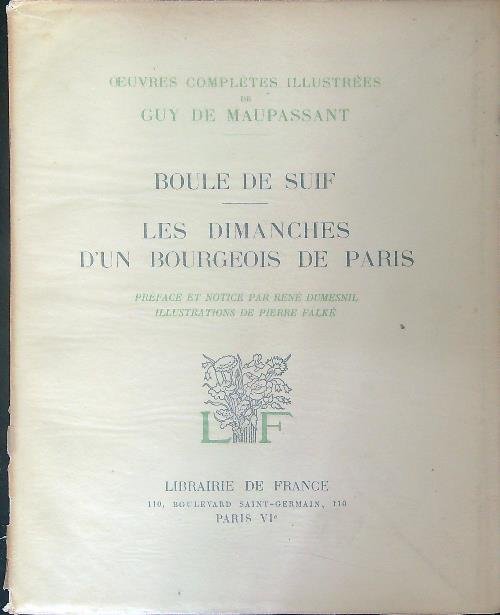 ŒUVRES COMPLÈTES ILLUSTRÉES
DE
GUY DE MAUPASSANT
BOULE DE SUIF
LES DIMANCHES
D'UN BOURGEOIS DE PARIS
PRÉFACE ET NOTICE PAR RENÉ DUMESNIL
ILLUSTRATIONS DE PIERRE FALKÉ
L F
LIBRAIRIE DE FRANCE
110, BOULEVARD SAINT-GERMAIN, 110
PARIS VIe